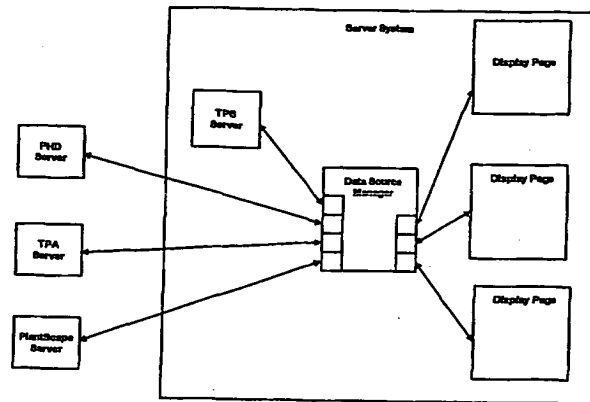 Server System
Display Page
TPS
Server
PHD
Server
Data Source
Manager
Display Page
TPA
Server
Display Page
PlantScape
Server